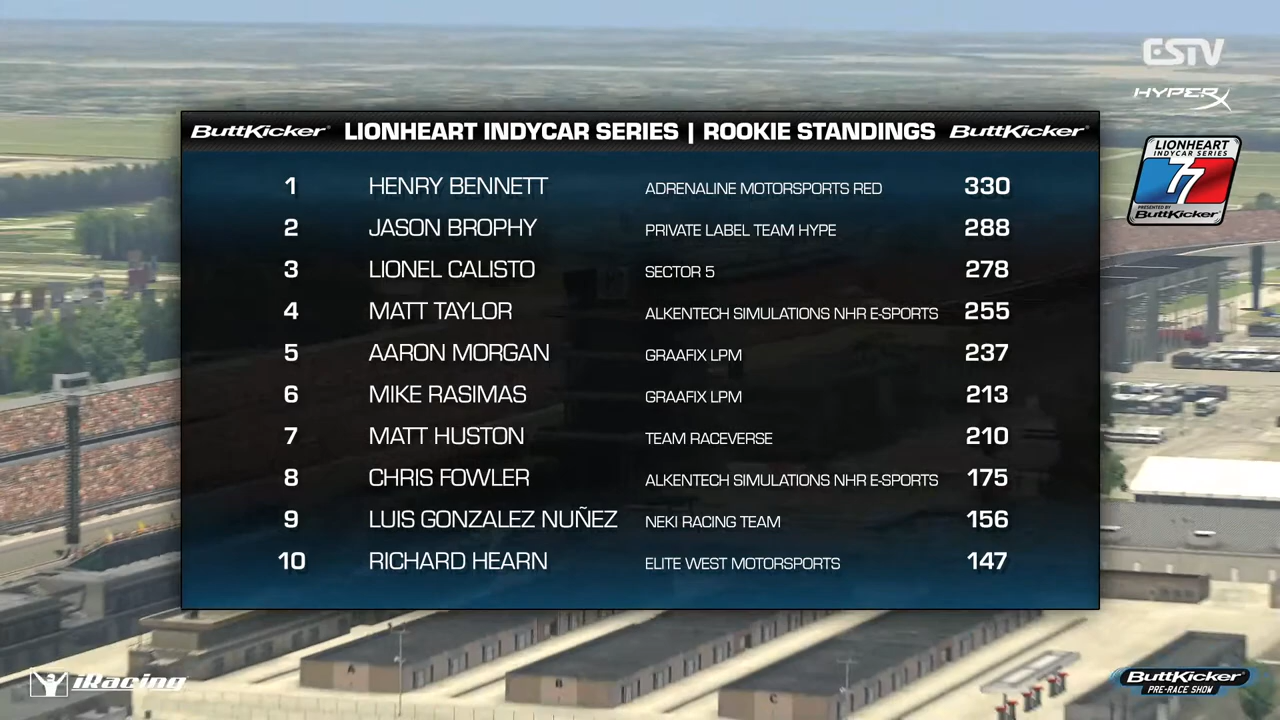 ESTV
HYPERX
ButtKicker LIONHEART INDYCAR SERIES | ROOKIE STANDINGS ButtKicker
LIONHEART
INDYCAR SERIES
77
PRESENTED BY
ButtKicker
1 HENRY BENNETT ADRENALINE MOTORSPORTS RED 330
2 JASON BROPHY PRIVATE LABEL TEAM HYPE 288
3 LIONEL CALISTO SECTOR 5 278
4 MATT TAYLOR ALKENTECH SIMULATIONS NHR E-SPORTS 255
5 AARON MORGAN GRAAFIX LPM 237
6 MIKE RASIMAS GRAAFIX LPM 213
7 MATT HUSTON TEAM RACEVERSE 210
8 CHRIS FOWLER ALKENTECH SIMULATIONS NHR E-SPORTS 175
9 LUIS GONZALEZ NUÑEZ NEKI RACING TEAM 156
10 RICHARD HEARN ELITE WEST MOTORSPORTS 147
A
B
C
iRacing
ButtKicker
PRE-RACE SHOW